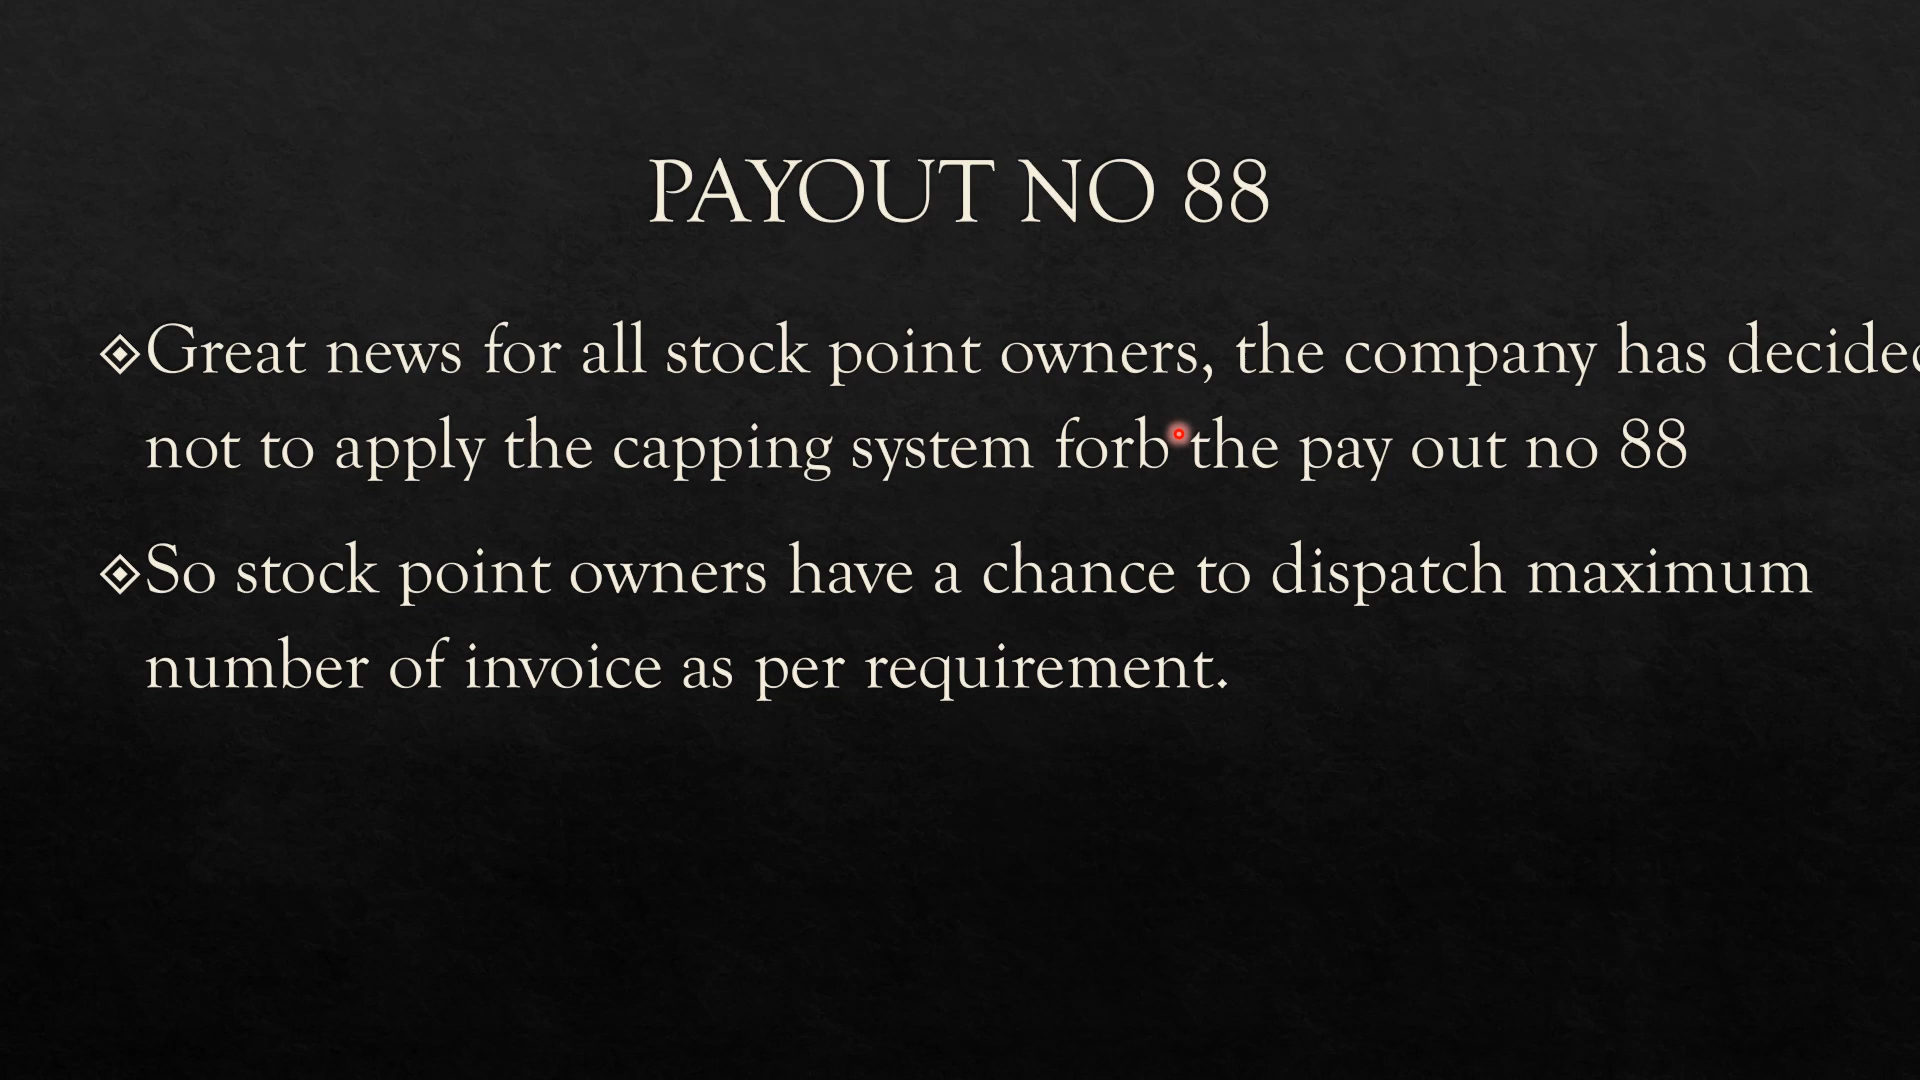 PAYOUT NO 88
Great news for all stock point owners, the company has decided
not to apply the capping system forb the pay out no 88
So stock point owners have a chance to dispatch maximum
number of invoice as per requirement.